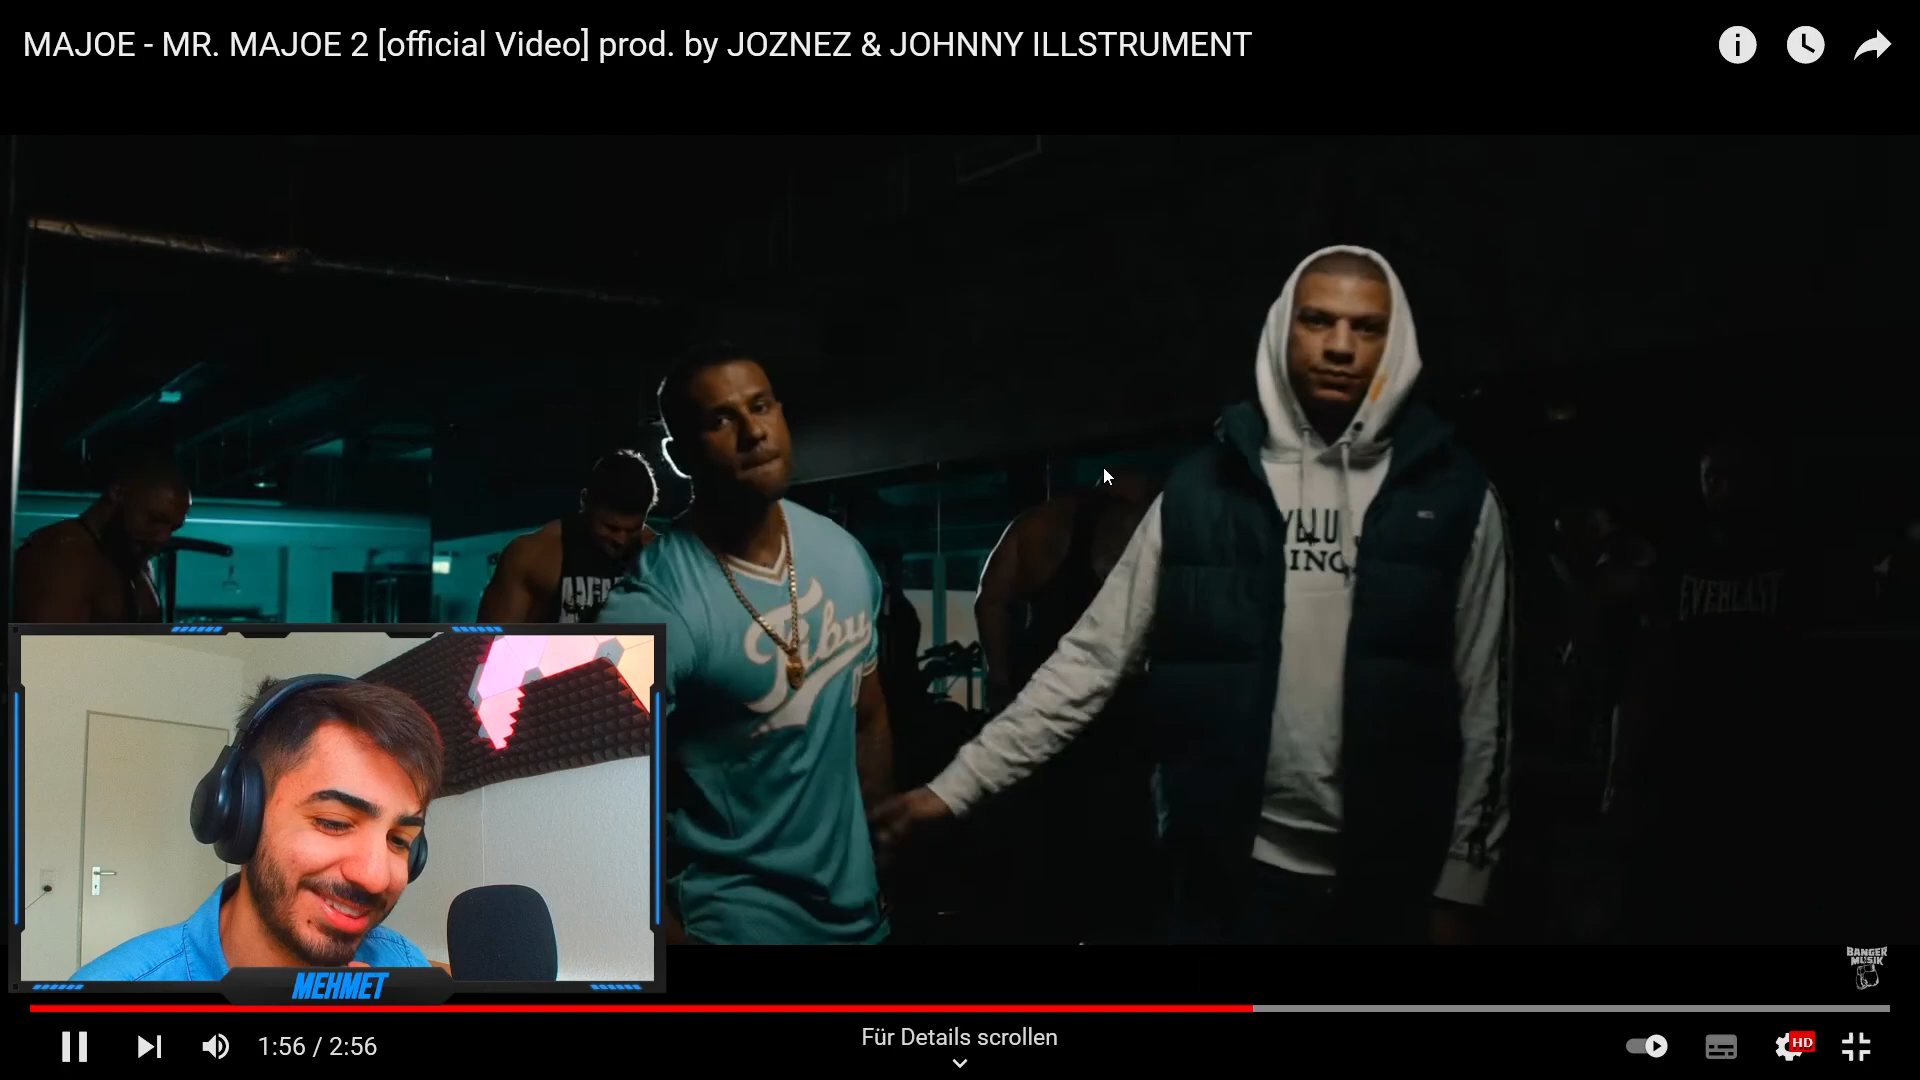 MAJOE - MR. MAJOE 2 [official Video] prod. by JOZNEZ & JOHNNY ILLSTRUMENT
Tibu
EVERLAST
MEHMET
BANGER
MUSIK
1:56 / 2:56
Für Details scrollen
HD